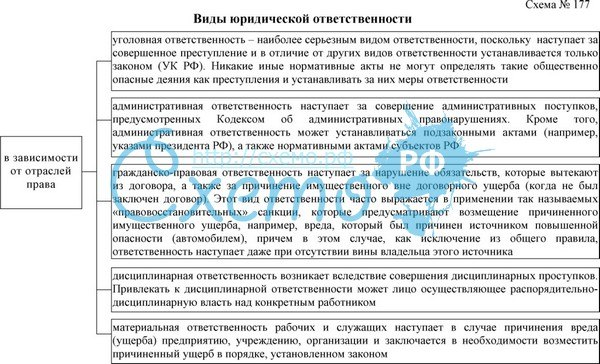 Схема № 177
Виды юридической ответственности
в зависимости
от отраслей
права
уголовная ответственность – наиболее серьезным видом ответственности, поскольку наступает за
совершенное преступление и в отличие от других видов ответственности устанавливается только
законом (УК РФ). Никакие иные нормативные акты не могут определять такие общественно
опасные деяния как преступления и устанавливать за них меры ответственности
административная ответственность наступает за совершение административных поступков,
предусмотренных Кодексом об административных правонарушениях. Кроме того,
административная ответственность может устанавливаться подзаконными актами (например,
указами президента РФ), а также нормативными актами субъектов РФ
гражданско-правовая ответственность наступает за нарушение обязательств, которые вытекают
из договора, а также за причинение имущественного вне договорного ущерба (когда не был
заключен договор). Этот вид ответственности часто выражается в применении так называемых
«правовосстановительных» санкций, которые предусматривают возмещение причиненного
имущественного ущерба, например, вреда, который был причинен источником повышенной
опасности (автомобилем), причем в этом случае, как исключение из общего правила,
ответственность наступает даже при отсутствии вины владельца этого источника
дисциплинарная ответственность возникает вследствие совершения дисциплинарных проступков.
Привлекать к дисциплинарной ответственности может лицо осуществляющее распорядительно-
дисциплинарную власть над конкретным работником
материальная ответственность рабочих и служащих наступает в случае причинения вреда
(ущерба) предприятию, учреждению, организации и заключается в необходимости возместить
причиненный ущерб в порядке, установленном законом
http://схемо.рф
Схемо
РФ